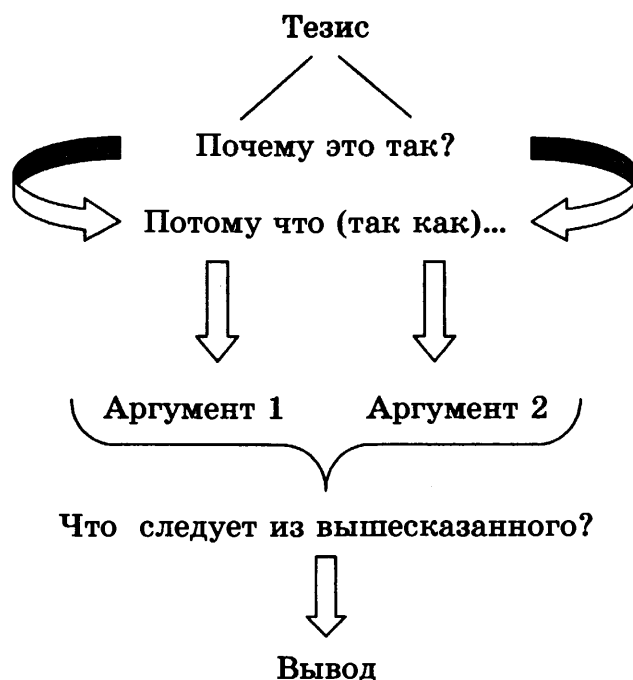 Тезис
Почему это так?
Потому что (так как)...
Аргумент 1 Аргумент 2
Что следует из вышесказанного?
Вывод